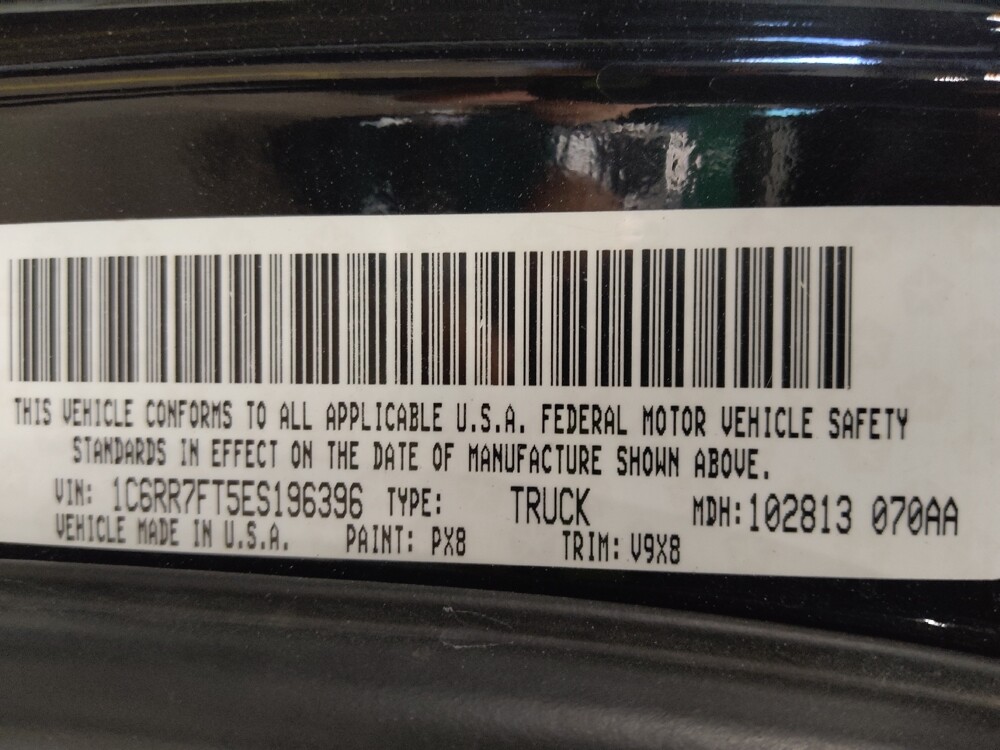 THIS VEHICLE CONFORMS TO ALL APPLICABLE U.S.A. FEDERAL MOTOR VEHICLE SAFETY
STANDARDS IN EFFECT ON THE DATE OF MANUFACTURE SHOWN ABOVE.
VIN: 1C6RR7FT5ES196396 TYPE: TRUCK MDH: 102813 070AA
VEHICLE MADE IN U.S.A. PAINT: PX8 TRIM: V9X8